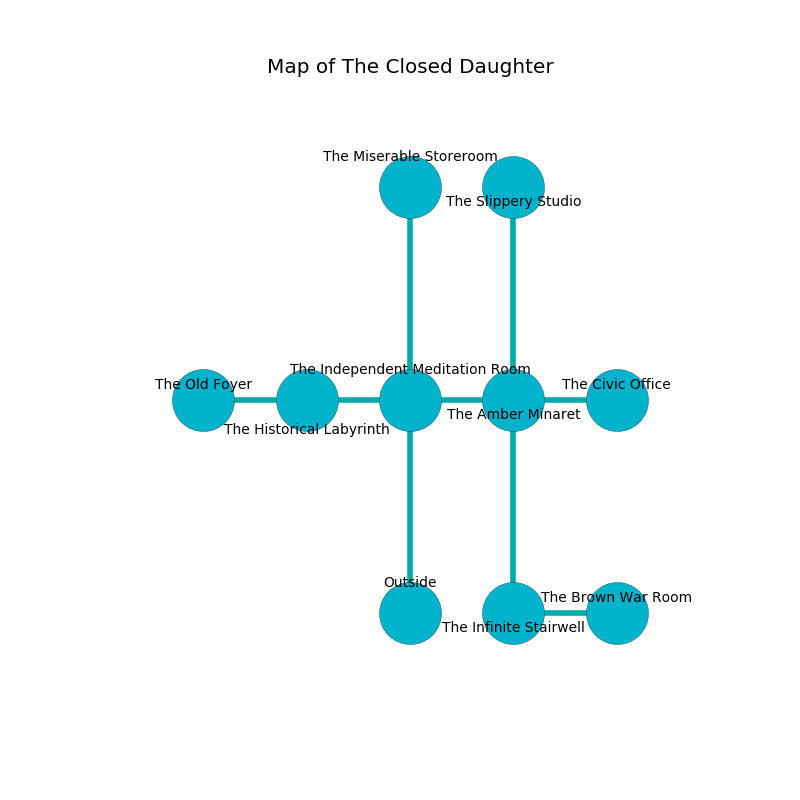 Map of The Closed Daughter
The Miserable Storeroom
The Slippery Studio
The Independent Meditation Room
The Old Foyer
The Civic Office
The Amber Minaret
The Historical Labyrinth
Outside
The Brown War Room
The Infinite Stairwell